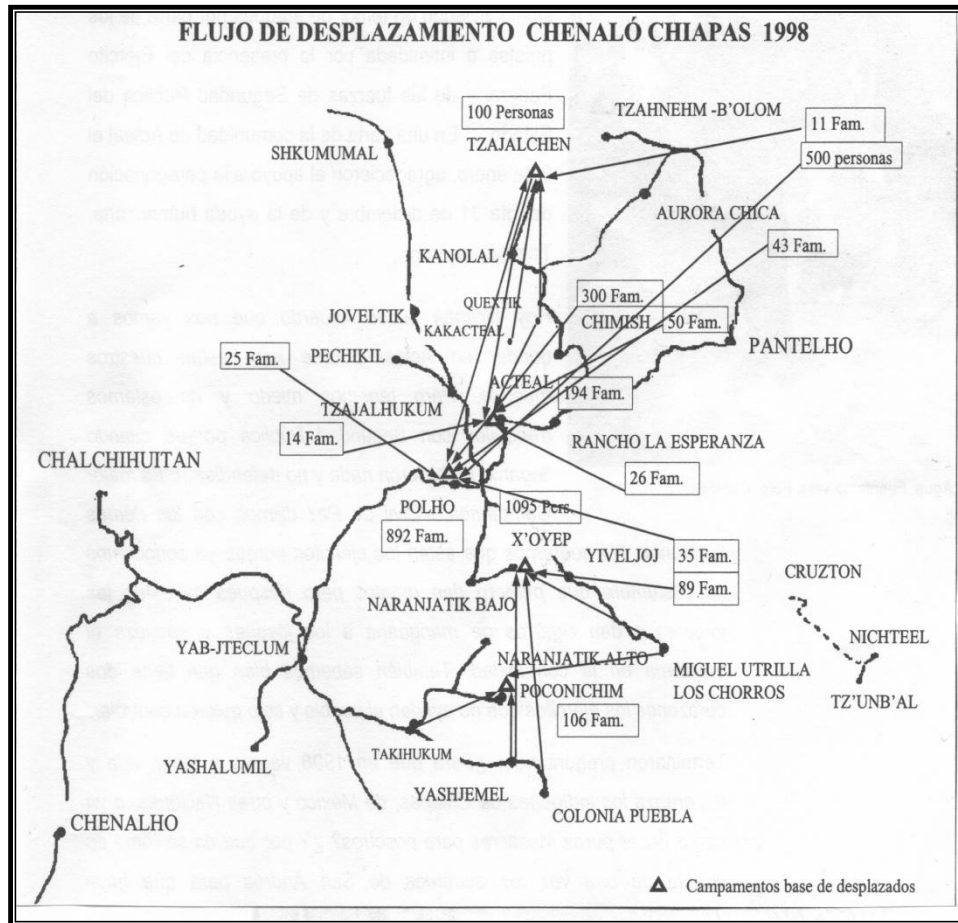 FLUJO DE DESPLAZAMIENTO CHENALÓ CHIAPAS 1998
100 Personas
TZAJALCHEN
TZAHNEHM -B'OLOM
11 Fam.
500 personas
SHKUMUMAL
AURORA CHICA
43 Fam.
KANOLAL
QUEXTIK
300 Fam.
CHIMISH
50 Fam.
JOVELTIK
KAKACTEAL
PANTELHO
25 Fam.
PECHIKIL
ACTEAL
194 Fam.
TZAJALHUKUM
14 Fam.
RANCHO LA ESPERANZA
CHALCHIHUITAN
26 Fam.
POLHO
1095 Pers.
892 Fam.
X'OYEP
YIVELJOJ
35 Fam.
89 Fam.
CRUZTON
NARANJATIK BAJO
NICHTEEL
YAB-JTECLUM
NARANJATIK ALTO
MIGUEL UTRILLA
LOS CHORROS
TZ'UNB'AL
POCONICHIM
106 Fam.
TAKIHUKUM
YASHALUMIL
YASHJEMEL
COLONIA PUEBLA
CHENALHO
Campamentos base de desplazados